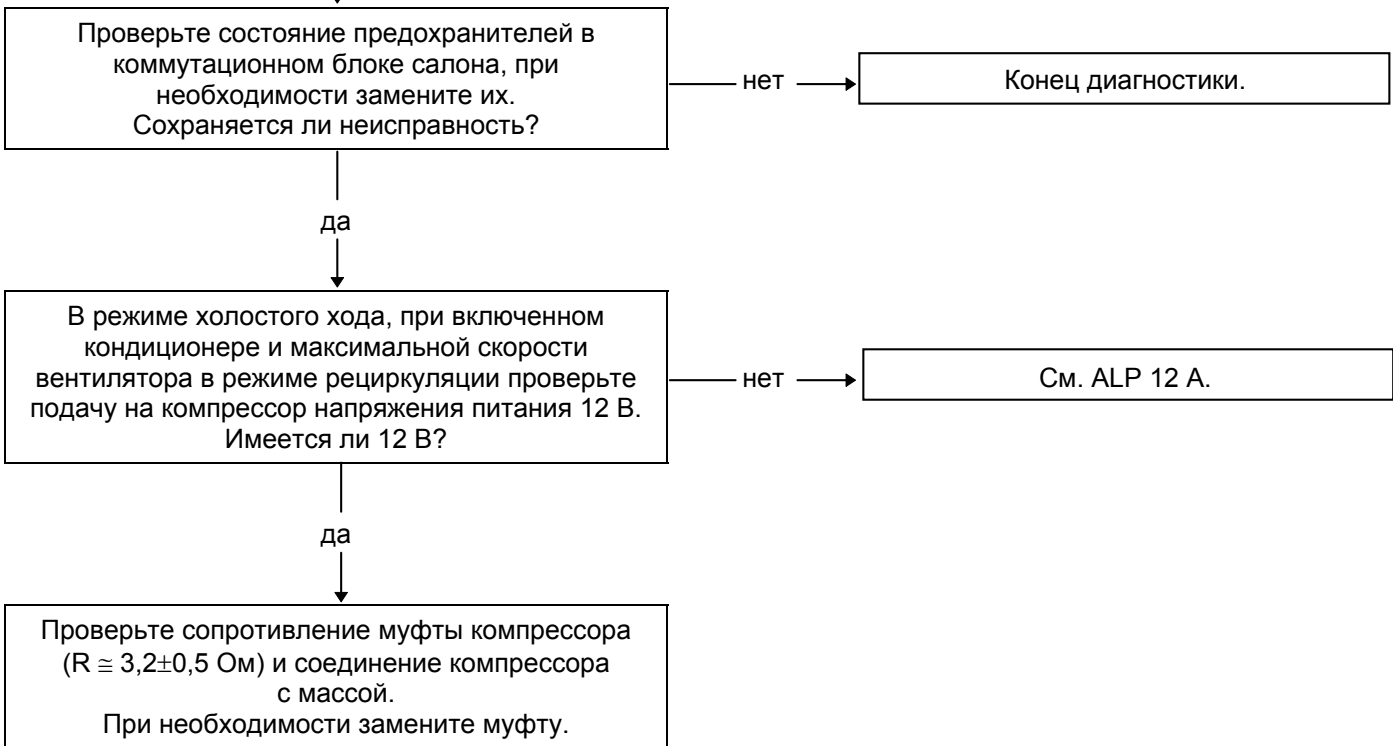 Проверьте состояние предохранителей в
коммутационном блоке салона, при
необходимости замените их.
Сохраняется ли неисправность?
нет
Конец диагностики.
да
В режиме холостого хода, при включенном
кондиционере и максимальной скорости
вентилятора в режиме рециркуляции проверьте
подачу на компрессор напряжения питания 12 В.
Имеется ли 12 В?
нет
См. ALP 12 A.
да
Проверьте сопротивление муфты компрессора
(R ≅ 3,2±0,5 Ом) и соединение компрессора
с массой.
При необходимости замените муфту.